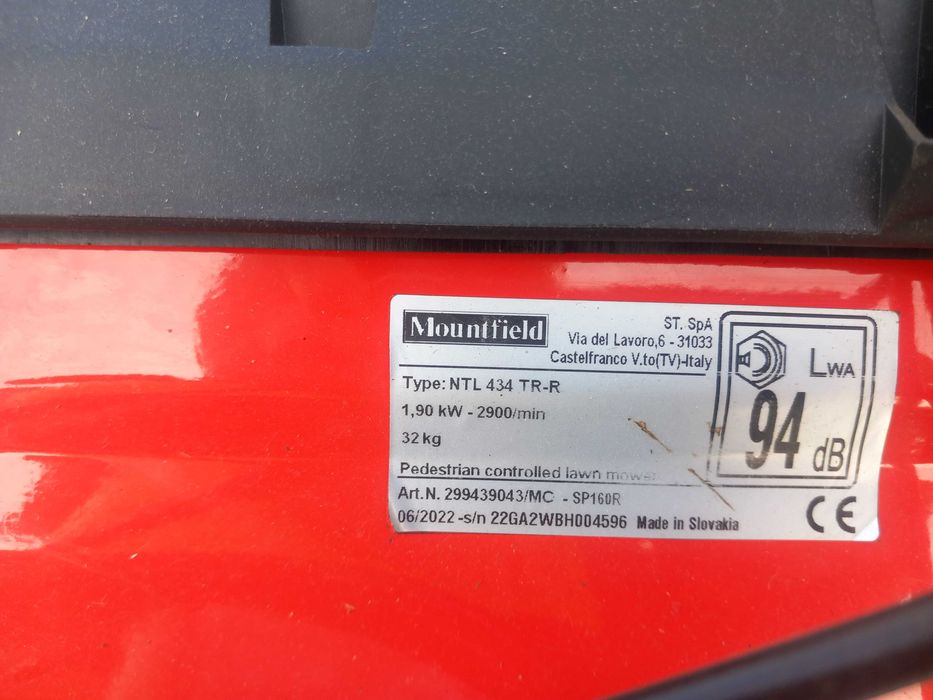 Mountfield
ST. SpA
Via del Lavoro,6 - 31033
Castelfranco V.to(TV)-Italy
Type: NTL 434 TR-R
1,90 kW - 2900/min
32 kg
Pedestrian controlled lawn mower
Art.N. 299439043/MC - SP160R
06/2022 -s/n 22GA2WBH004596 Made in Slovakia
LWA
94 dB
CE